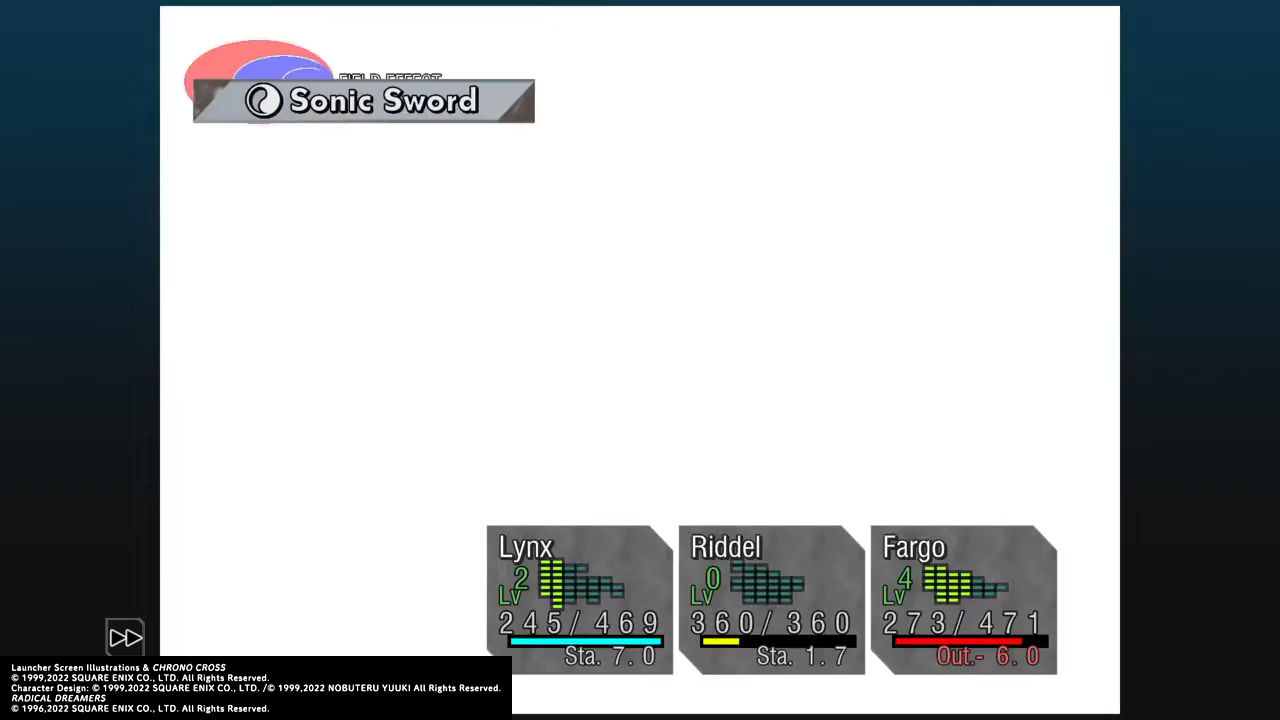 FIELD EFFECT
Sonic Sword
Lynx
2
Lv
245/469
Sta. 7.0
Riddel
0
Lv
360/360
Sta. 1.7
Fargo
4
Lv
273/471
Out.- 6.0
Launcher Screen Illustrations & CHRONO CROSS
© 1999,2022 SQUARE ENIX CO., LTD. All Rights Reserved.
Character Design: © 1999,2022 SQUARE ENIX CO., LTD. /© 1999,2022 NOBUTERU YUUKI All Rights Reserved.
RADICAL DREAMERS
© 1996,2022 SQUARE ENIX CO., LTD. All Rights Reserved.